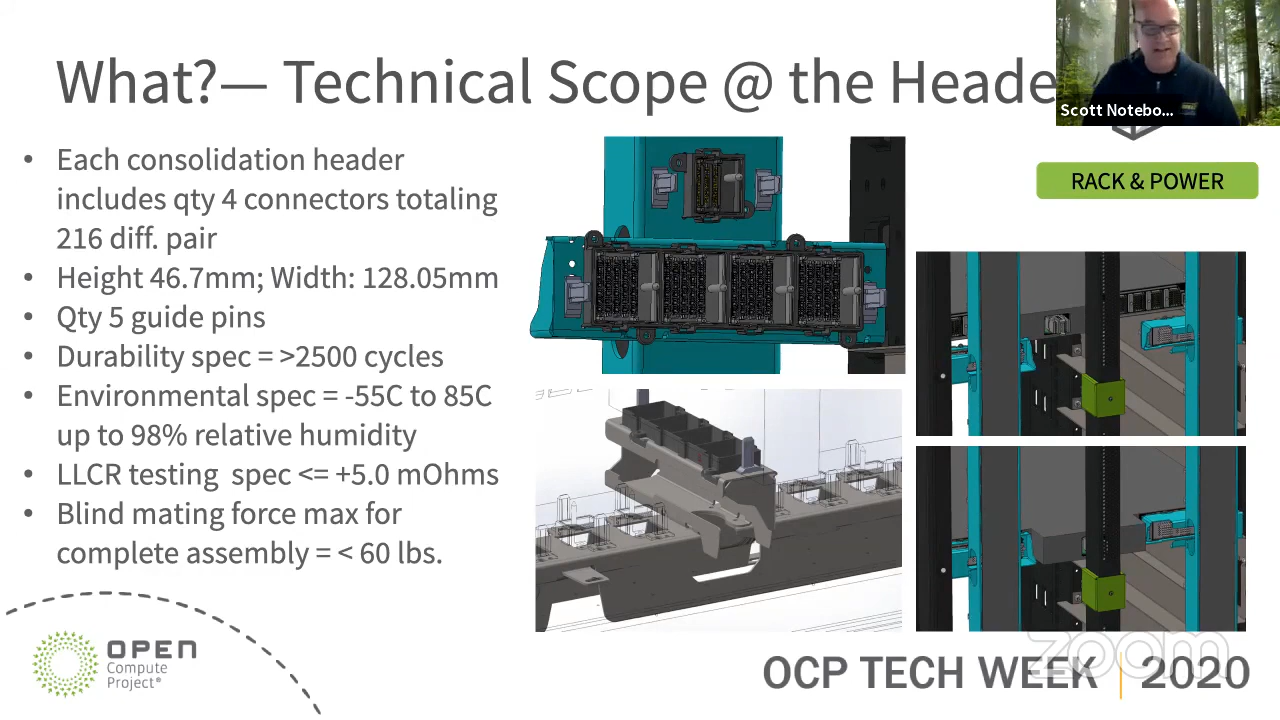 What?— Technical Scope @ the Heade
Scott Notebo...
RACK & POWER
• Each consolidation header
includes qty 4 connectors totaling
216 diff. pair
• Height 46.7mm; Width: 128.05mm
• Qty 5 guide pins
• Durability spec = >2500 cycles
• Environmental spec = -55C to 85C
up to 98% relative humidity
• LLCR testing spec <= +5.0 mOhms
• Blind mating force max for
complete assembly = < 60 lbs.
OPEN
Compute
Project®
zoom
OCP TECH WEEK | 2020